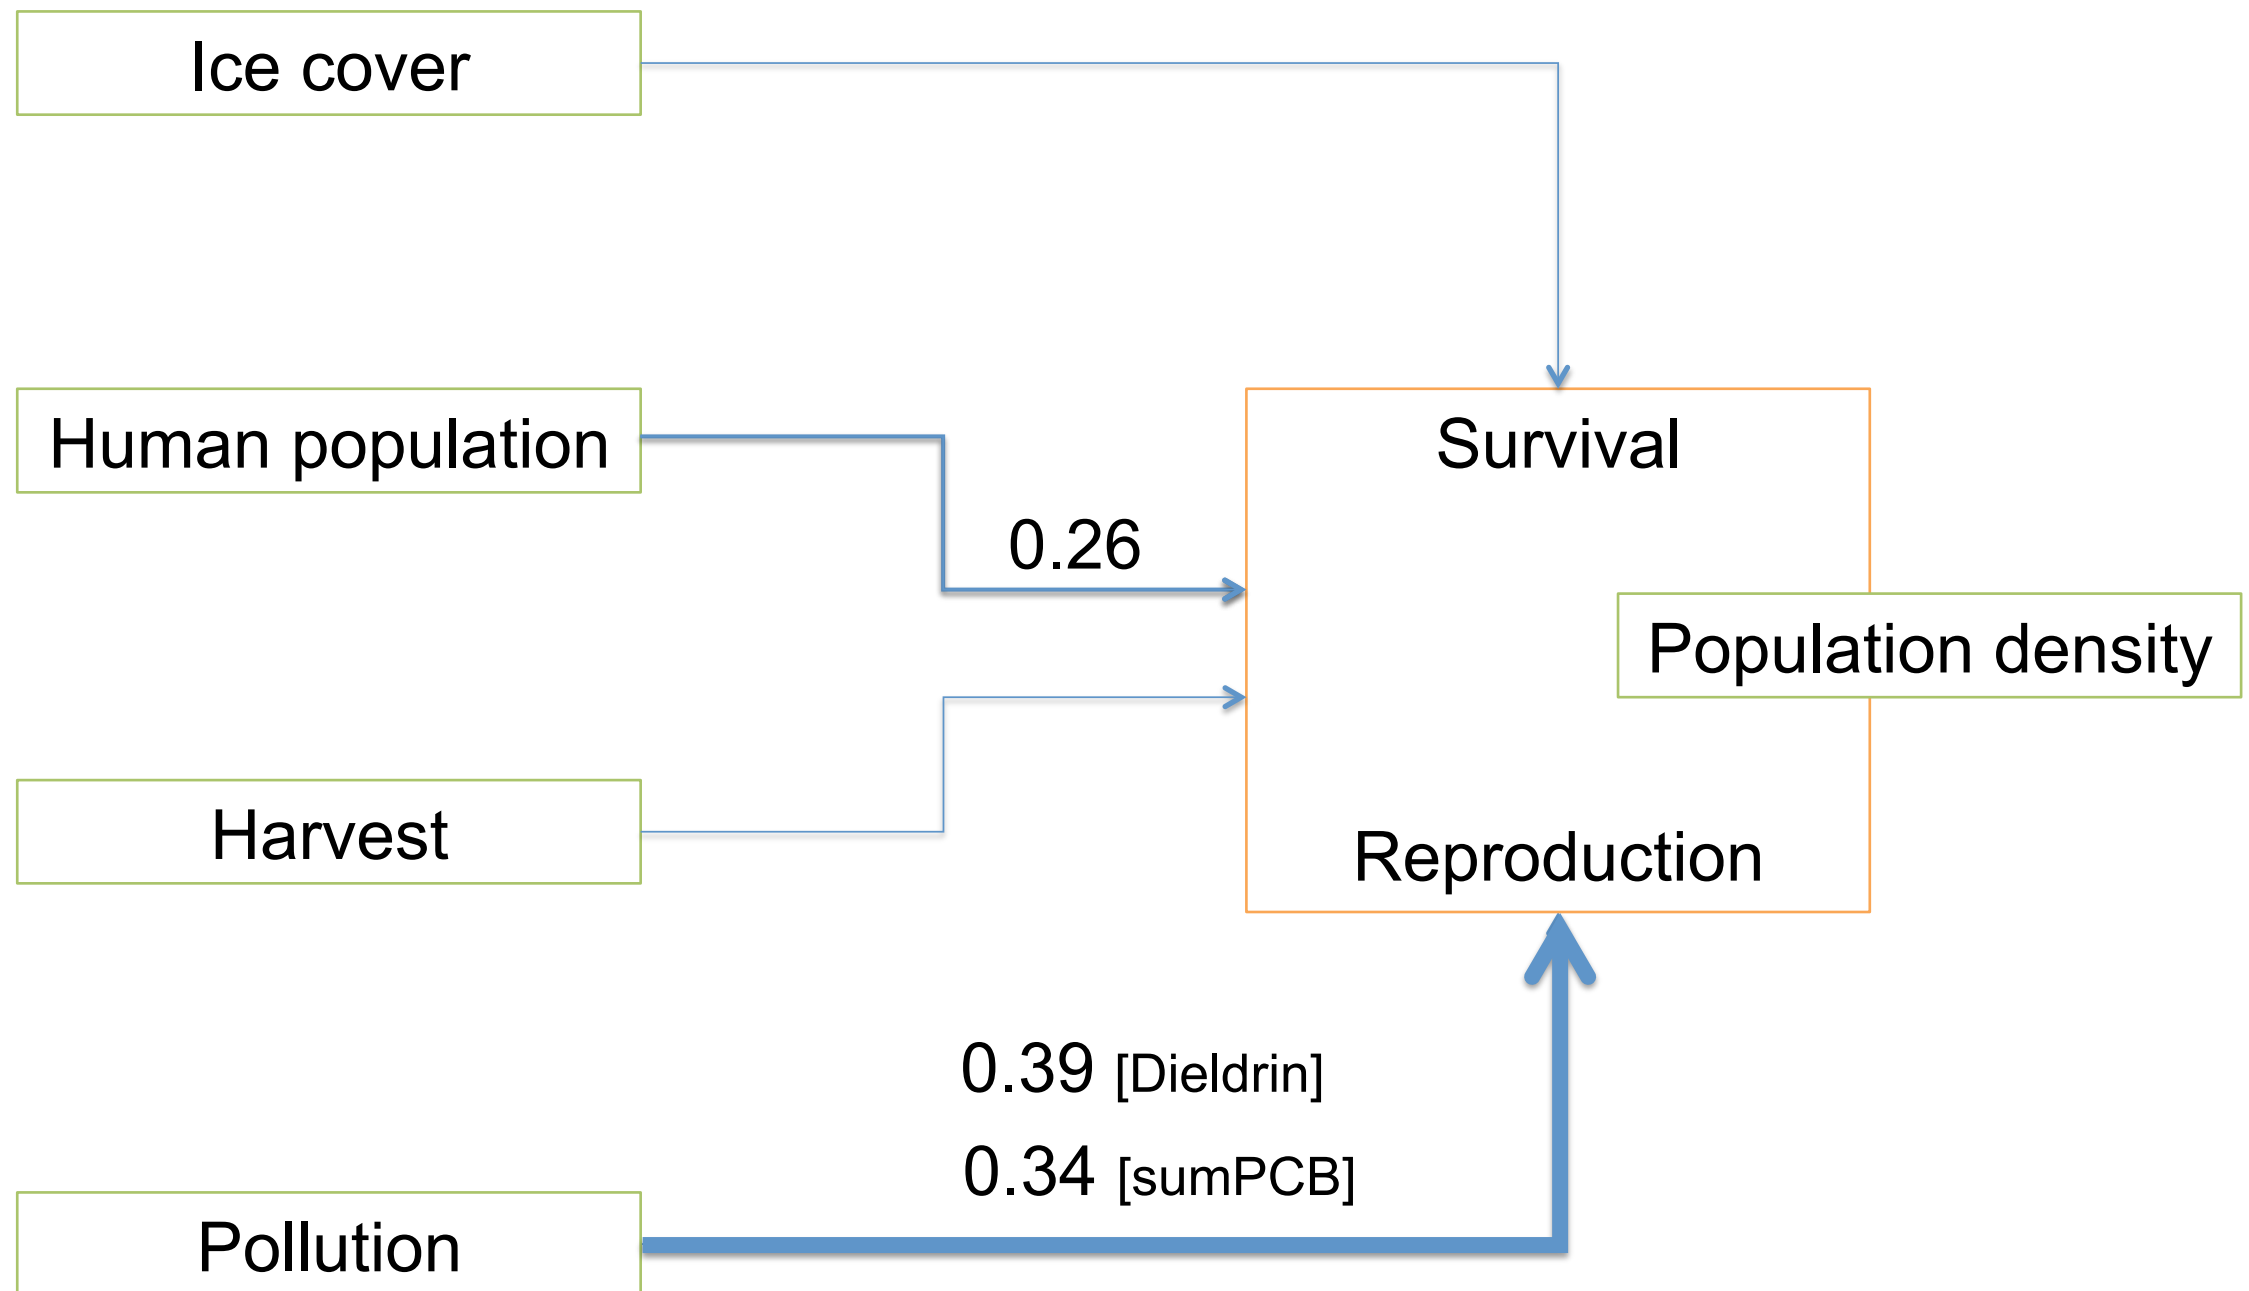 Ice cover
Human population
Survival
0.26
Population density
Harvest
Reproduction
0.39 [Dieldrin]
0.34 [sumPCB]
Pollution